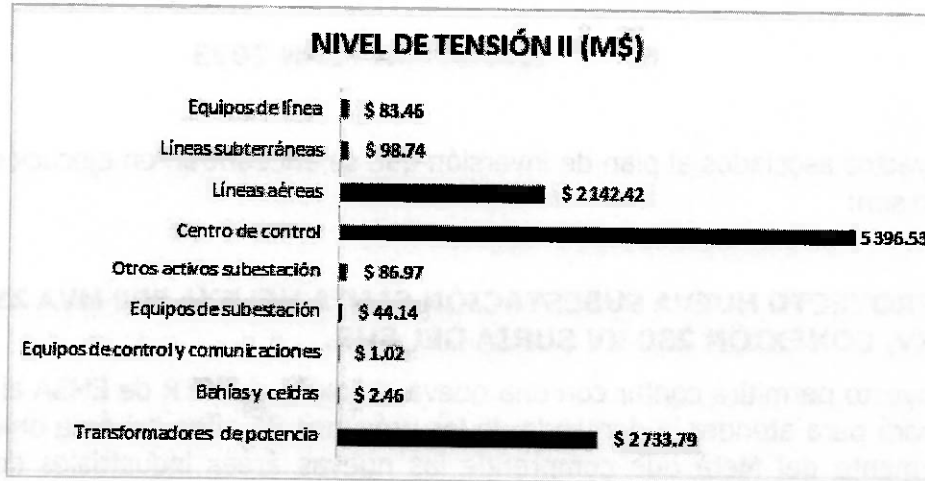 NIVEL DE TENSIÓN II (M$)
Equipos de línea $ 83.46
Líneas subterráneas $ 98.74
Líneas aéreas $ 2142.42
Centro de control 5396.53
Otros activos subestación $ 86.97
Equipos de subestación $ 44.14
Equipos de control y comunicaciones $ 1.02
Bahías y celdas $ 2.46
Transformadores de potencia $ 2733.79